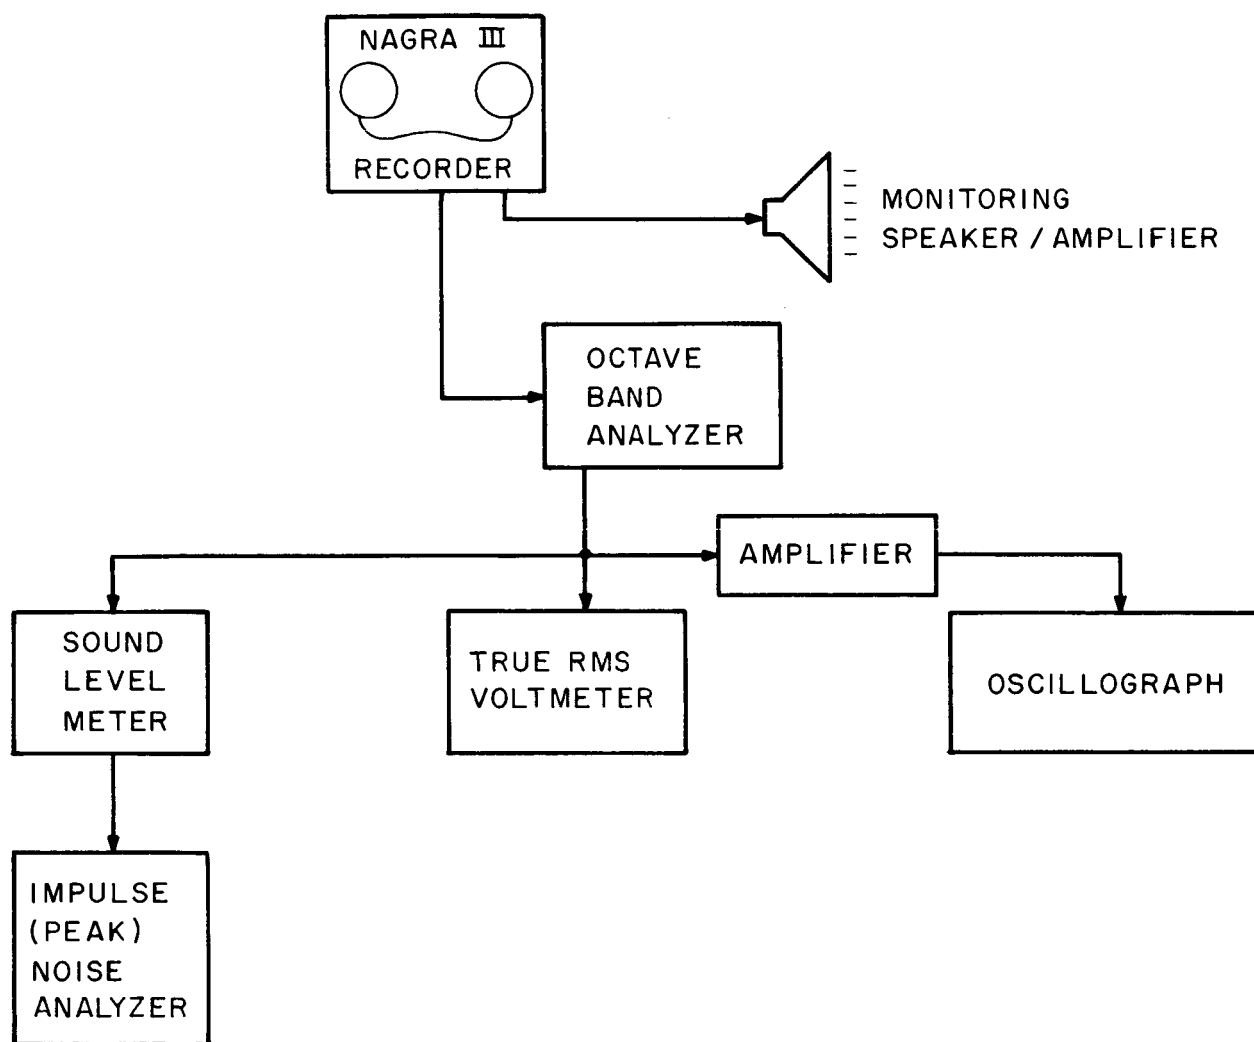 NAGRA III
RECORDER
MONITORING
SPEAKER / AMPLIFIER
OCTAVE
BAND
ANALYZER
AMPLIFIER
SOUND
LEVEL
METER
TRUE RMS
VOLTMETER
OSCILLOGRAPH
IMPULSE
(PEAK)
NOISE
ANALYZER